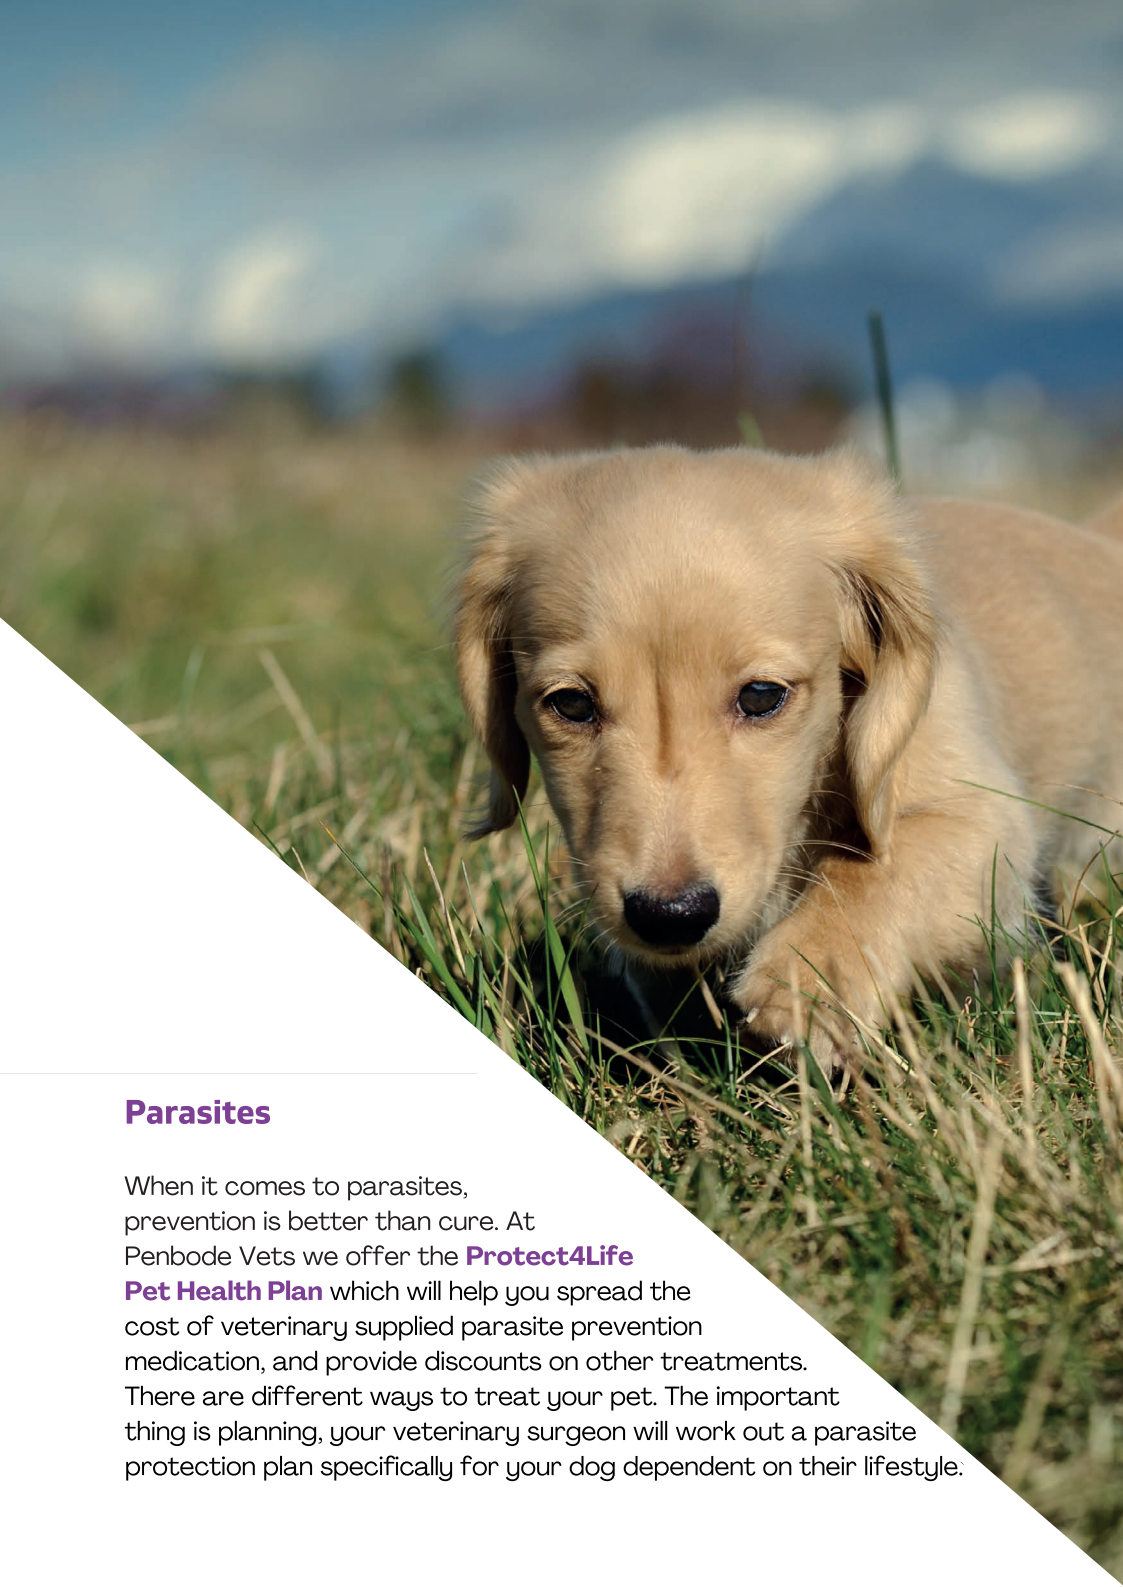 Parasites
When it comes to parasites,
prevention is better than cure. At
Penbode Vets we offer the Protect4Life
Pet Health Plan which will help you spread the
cost of veterinary supplied parasite prevention
medication, and provide discounts on other treatments.
There are different ways to treat your pet. The important
thing is planning, your veterinary surgeon will work out a parasite
protection plan specifically for your dog dependent on their lifestyle.